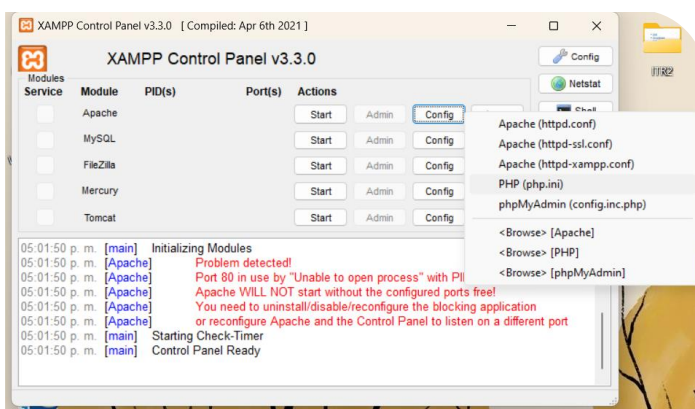 XAMPP Control Panel v3.3.0 [ Compiled: Apr 6th 2021 ]
XAMPP Control Panel v3.3.0
Config
Netstat
Shell
Modules
Service Module PID(s) Port(s) Actions
Apache Start Admin Config
MySQL Start Admin Config
FileZilla Start Admin Config
Mercury Start Admin Config
Tomcat Start Admin Config
Apache (httpd.conf)
Apache (httpd-ssl.conf)
Apache (httpd-xampp.conf)
PHP (php.ini)
phpMyAdmin (config.inc.php)
<Browse> [Apache]
<Browse> [PHP]
<Browse> [phpMyAdmin]
05:01:50 p. m. [main] Initializing Modules
05:01:50 p. m. [Apache] Problem detected!
05:01:50 p. m. [Apache] Port 80 in use by "Unable to open process" with
05:01:50 p. m. [Apache] Apache WILL NOT start without the configured ports free!
05:01:50 p. m. [Apache] You need to uninstall/disable/reconfigure the blocking application
05:01:50 p. m. [Apache] or reconfigure Apache and the Control Panel to listen on a different port
05:01:50 p. m. [main] Starting Check-Timer
05:01:50 p. m. [main] Control Panel Ready